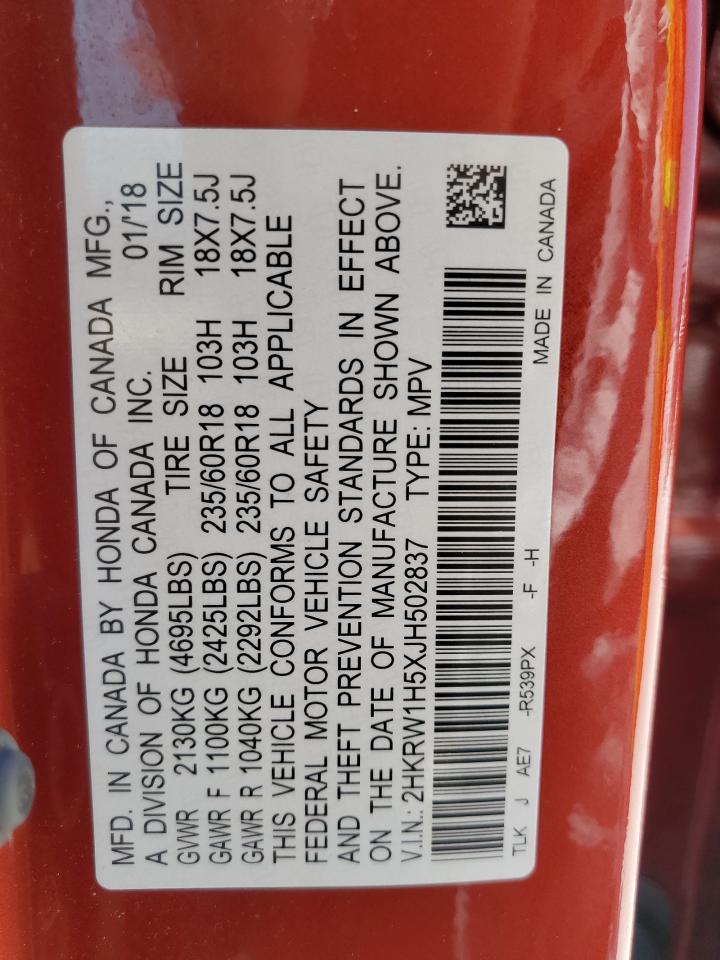 MFD. IN CANADA BY HONDA OF CANADA MFG.,
A DIVISION OF HONDA CANADA INC. 01/'18
GVWR 2130KG (4695LBS) TIRE SIZE RIM SIZE
GAWR F 1100KG (2425LBS) 235/60R18 103H 18X7.5J
GAWR R 1040KG (2292LBS) 235/60R18 103H 18X7.5J
THIS VEHICLE CONFORMS TO ALL APPLICABLE
FEDERAL MOTOR VEHICLE SAFETY
AND THEFT PREVENTION STANDARDS IN EFFECT
ON THE DATE OF MANUFACTURE SHOWN ABOVE.
V.I.N.: 2HKRW1H5XJH502837 TYPE: MPV
TLK J AE7 -R539PX -F -H
MADE IN CANADA